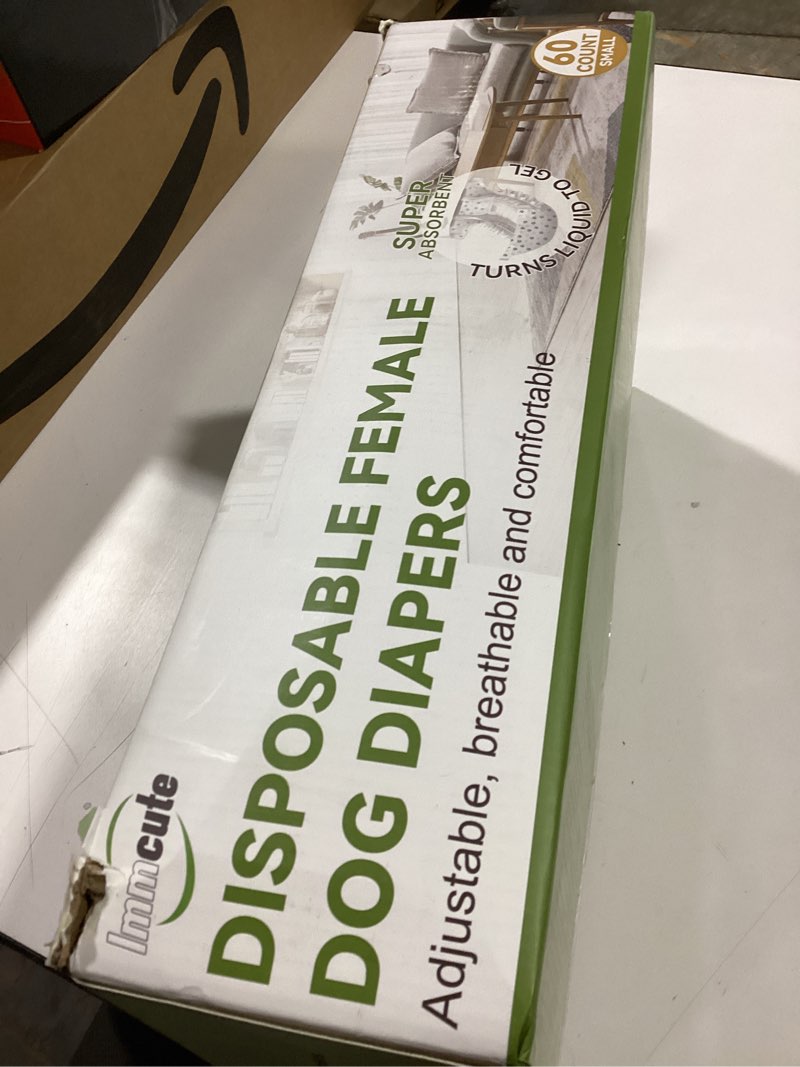 Immcute
DISPOSABLE FEMALE
DOG DIAPERS
Adjustable, breathable and comfortable
SUPER
ABSORBENT
TURNS LIQUID TO GEL
60
COUNT
SMALL